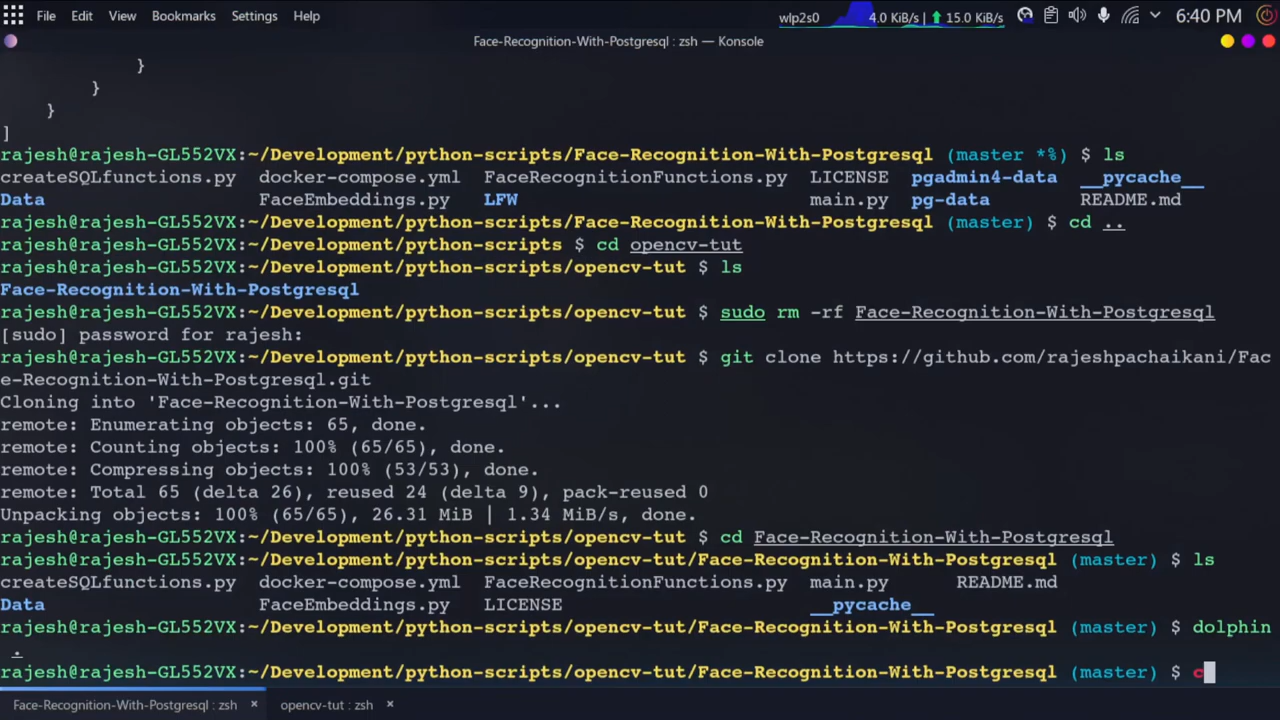 File Edit View Bookmarks Settings Help wlp2s0 4.0 KiB/s | 15.0 KiB/s 6:40 PM
Face-Recognition-With-Postgresql : zsh — Konsole
}
}
}
]
rajesh@rajesh-GL552VX:~/Development/python-scripts/Face-Recognition-With-Postgresql (master *%) $ ls
createSQLfunctions.py docker-compose.yml FaceRecognitionFunctions.py LICENSE pgadmin4-data __pycache__
Data FaceEmbeddings.py LFW main.py pg-data README.md
rajesh@rajesh-GL552VX:~/Development/python-scripts/Face-Recognition-With-Postgresql (master) $ cd ..
rajesh@rajesh-GL552VX:~/Development/python-scripts $ cd opencv-tut
rajesh@rajesh-GL552VX:~/Development/python-scripts/opencv-tut $ ls
Face-Recognition-With-Postgresql
rajesh@rajesh-GL552VX:~/Development/python-scripts/opencv-tut $ sudo rm -rf Face-Recognition-With-Postgresql
[sudo] password for rajesh:
rajesh@rajesh-GL552VX:~/Development/python-scripts/opencv-tut $ git clone https://github.com/rajeshpachaikani/Fac
e-Recognition-With-Postgresql.git
Cloning into 'Face-Recognition-With-Postgresql'...
remote: Enumerating objects: 65, done.
remote: Counting objects: 100% (65/65), done.
remote: Compressing objects: 100% (53/53), done.
remote: Total 65 (delta 26), reused 24 (delta 9), pack-reused 0
Unpacking objects: 100% (65/65), 26.31 MiB | 1.34 MiB/s, done.
rajesh@rajesh-GL552VX:~/Development/python-scripts/opencv-tut $ cd Face-Recognition-With-Postgresql
rajesh@rajesh-GL552VX:~/Development/python-scripts/opencv-tut/Face-Recognition-With-Postgresql (master) $ ls
createSQLfunctions.py docker-compose.yml FaceRecognitionFunctions.py main.py README.md
Data FaceEmbeddings.py LICENSE __pycache__
rajesh@rajesh-GL552VX:~/Development/python-scripts/opencv-tut/Face-Recognition-With-Postgresql (master) $ dolphin
.
rajesh@rajesh-GL552VX:~/Development/python-scripts/opencv-tut/Face-Recognition-With-Postgresql (master) $ c
Face-Recognition-With-Postgresql : zsh × opencv-tut : zsh ×